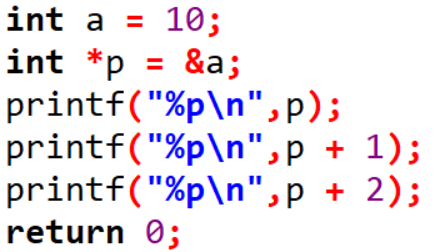 int a = 10;
int *p = &a;
printf("%p\n",p);
printf("%p\n",p + 1);
printf("%p\n",p + 2);
return 0;